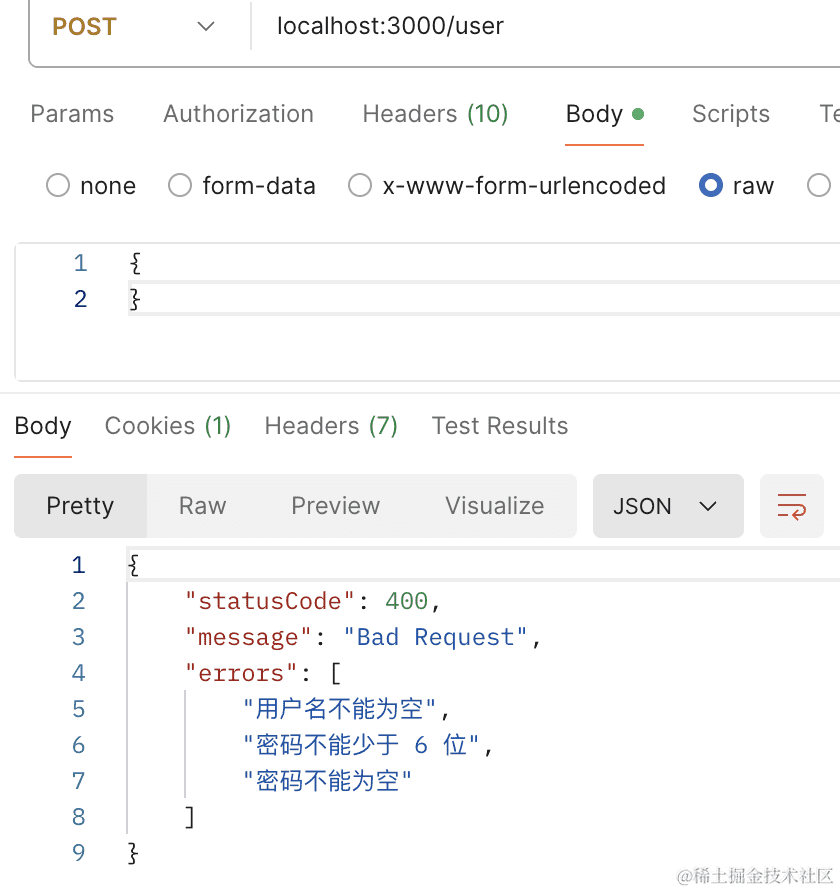 POST localhost:3000/user
Params Authorization Headers (10) Body Scripts Te
none form-data x-www-form-urlencoded raw
1 {
2 }
Body Cookies (1) Headers (7) Test Results
Pretty Raw Preview Visualize JSON
1 {
2 "statusCode": 400,
3 "message": "Bad Request",
4 "errors": [
5 "用户名不能为空",
6 "密码不能少于 6 位",
7 "密码不能为空"
8 ]
9 }
@稀土掘金技术社区